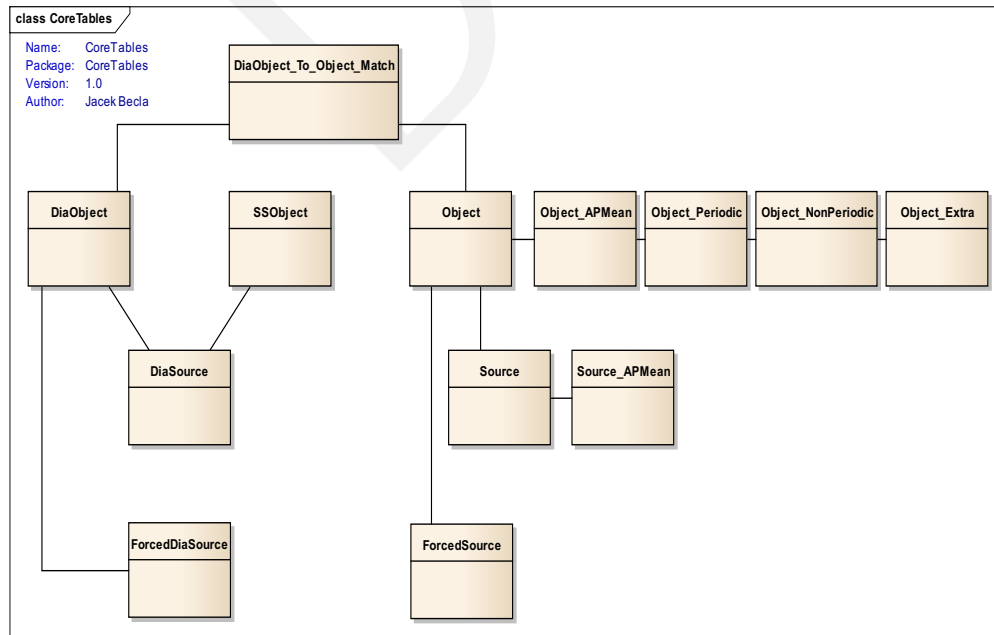 class CoreTables
Name: CoreTables
Package: CoreTables
Version: 1.0
Author: Jacek Becla
DiaObject_To_Object_Match
DiaObject
SSObject
Object
Object_APMean
Object_Periodic
Object_NonPeriodic
Object_Extra
DiaSource
Source
Source_APMean
ForcedDiaSource
ForcedSource